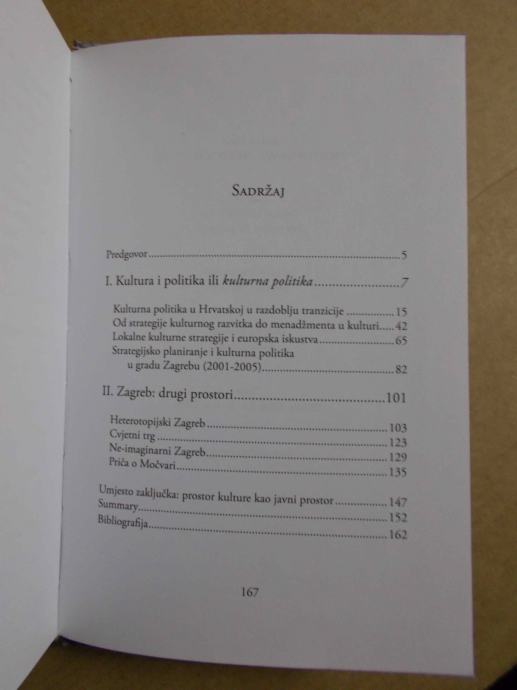 SADRŽAJ
Predgovor 5
I. Kultura i politika ili kulturna politika 7
Kulturna politika u Hrvatskoj u razdoblju tranzicije 15
Od strategije kulturnog razvitka do menadžmenta u kulturi 42
Lokalne kulturne strategije i europska iskustva 65
Strategijsko planiranje i kulturna politika
u gradu Zagrebu (2001-2005) 82
II. Zagreb: drugi prostori 101
Heterotopijski Zagreb 103
Cvjetni trg 123
Ne-imaginarni Zagreb 129
Priča o Močvari 135
Umjesto zaključka: prostor kulture kao javni prostor 147
Summary 152
Bibliografija 162
167